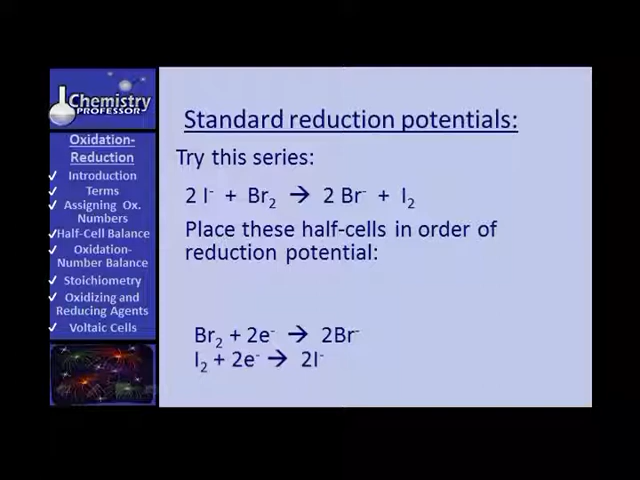 Chemistry
PROFESSOR
Oxidation-
Reduction
✓ Introduction
✓ Terms
✓ Assigning Ox.
Numbers
✓ Half-Cell Balance
✓ Oxidation-
Number Balance
✓ Stoichiometry
✓ Oxidizing and
Reducing Agents
✓ Voltaic Cells
Standard reduction potentials:
Try this series:
2 I⁻ + Br₂ → 2 Br⁻ + I₂
Place these half-cells in order of
reduction potential:
Br₂ + 2e⁻ → 2Br⁻
I₂ + 2e⁻ → 2I⁻